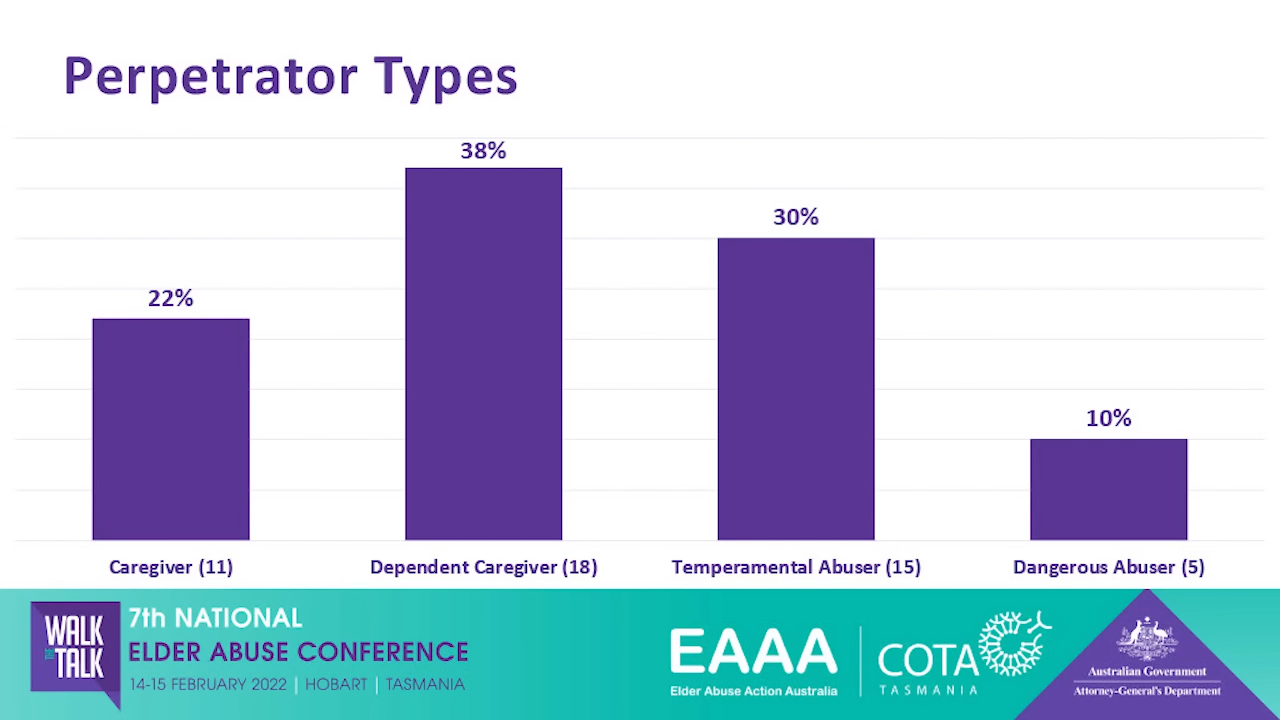 Perpetrator Types
38%
30%
22%
10%
Caregiver (11)
Dependent Caregiver (18)
Temperamental Abuser (15)
Dangerous Abuser (5)
WALK
THE
TALK
7th NATIONAL
ELDER ABUSE CONFERENCE
14-15 FEBRUARY 2022 | HOBART | TASMANIA
EAAA
Elder Abuse Action Australia
COTA
TASMANIA
Australian Government
Attorney-General's Department